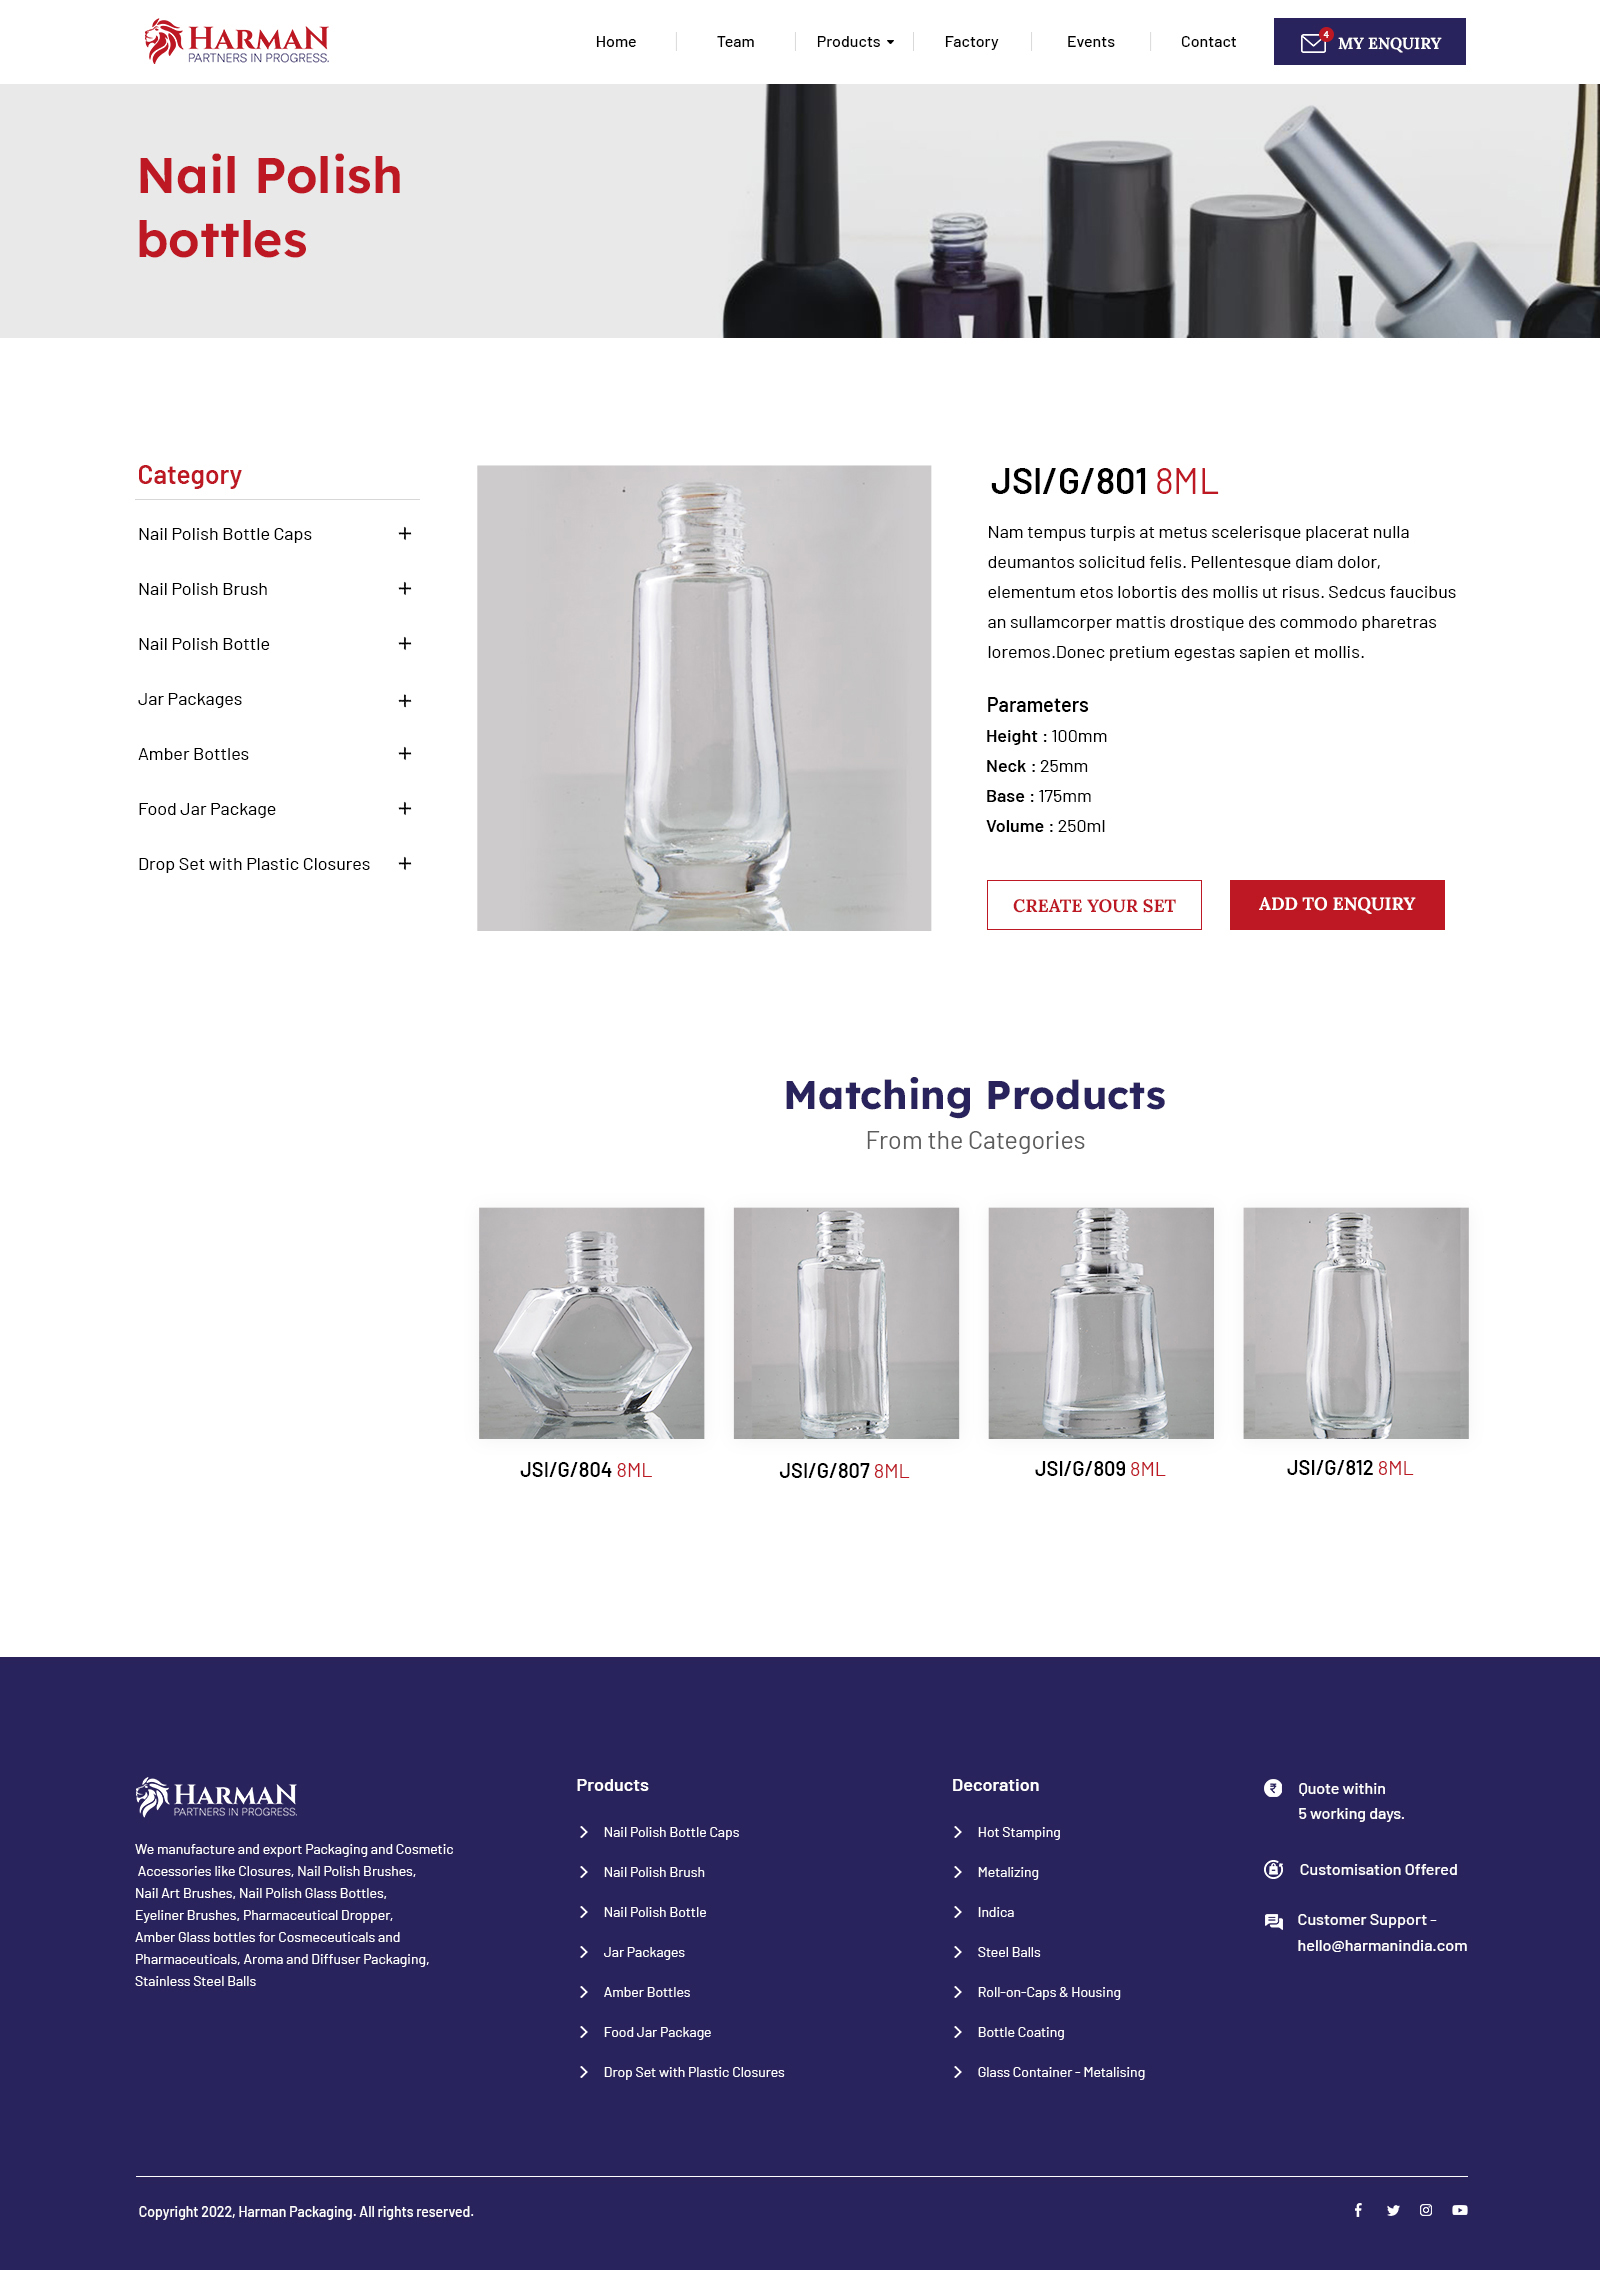 HARMAN
PARTNERS IN PROGRESS.
Home
Team
Products
Factory
Events
Contact
4
MY ENQUIRY
Nail Polish
bottles
Category
Nail Polish Bottle Caps
Nail Polish Brush
Nail Polish Bottle
Jar Packages
Amber Bottles
Food Jar Package
Drop Set with Plastic Closures
JSI/G/801 8ML
Nam tempus turpis at metus scelerisque placerat nulla
deumantos solicitud felis. Pellentesque diam dolor,
elementum etos lobortis des mollis ut risus. Sedcus faucibus
an sullamcorper mattis drostique des commodo pharetras
loremos.Donec pretium egestas sapien et mollis.
Parameters
Height : 100mm
Neck : 25mm
Base : 175mm
Volume : 250ml
CREATE YOUR SET
ADD TO ENQUIRY
Matching Products
From the Categories
JSI/G/804 8ML
JSI/G/807 8ML
JSI/G/809 8ML
JSI/G/812 8ML
HARMAN
PARTNERS IN PROGRESS.
We manufacture and export Packaging and Cosmetic
Accessories like Closures, Nail Polish Brushes,
Nail Art Brushes, Nail Polish Glass Bottles,
Eyeliner Brushes, Pharmaceutical Dropper,
Amber Glass bottles for Cosmeceuticals and
Pharmaceuticals, Aroma and Diffuser Packaging,
Stainless Steel Balls
Products
Nail Polish Bottle Caps
Nail Polish Brush
Nail Polish Bottle
Jar Packages
Amber Bottles
Food Jar Package
Drop Set with Plastic Closures
Decoration
Hot Stamping
Metalizing
Indica
Steel Balls
Roll-on-Caps & Housing
Bottle Coating
Glass Container - Metalising
Quote within
5 working days.
Customisation Offered
Customer Support -
hello@harmanindia.com
Copyright 2022, Harman Packaging. All rights reserved.